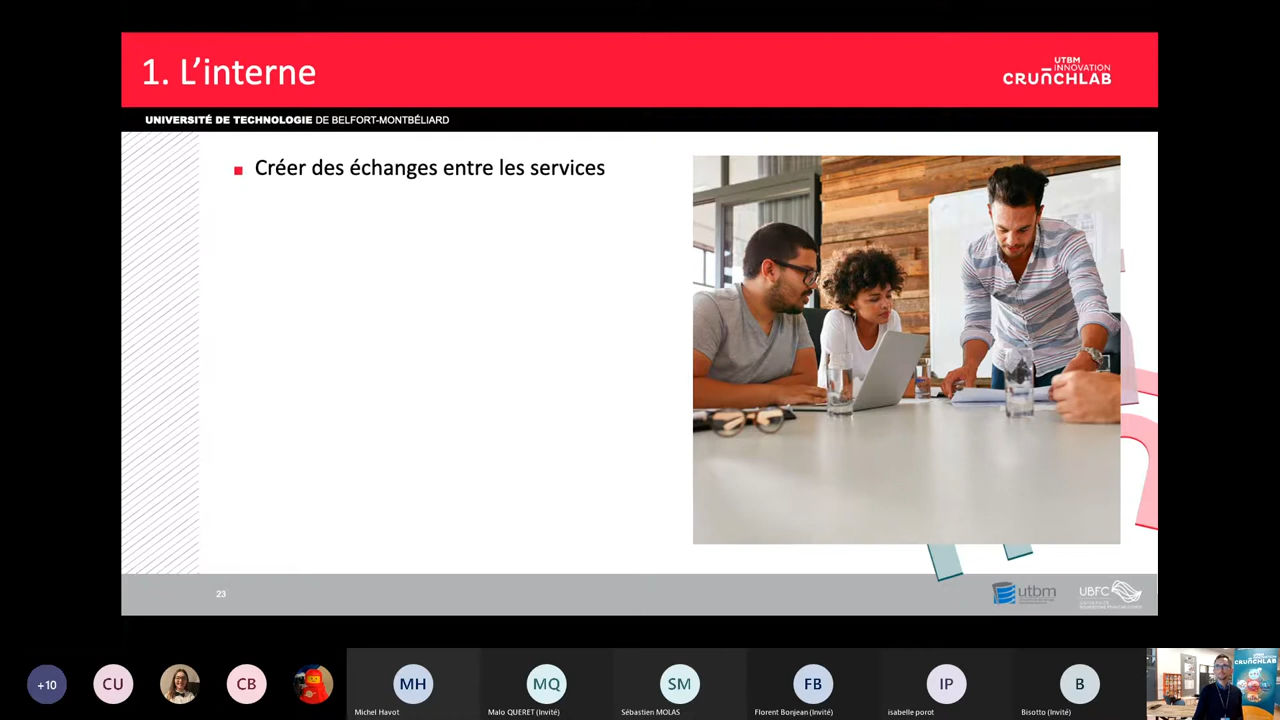 1. L’interne
UTBM
INNOVATION
CRUNCHLAB
UNIVERSITÉ DE TECHNOLOGIE DE BELFORT-MONTBÉLIARD
Créer des échanges entre les services
23
utbm
UBFC
+10
CU
CB
MH
MQ
SM
FB
IP
B
Michel Havot
Malo QUERET (Invité)
Sébastien MOLAS
Florent Bonjean (Invité)
isabelle porot
Bisotto (Invité)
CRUNCHLAB